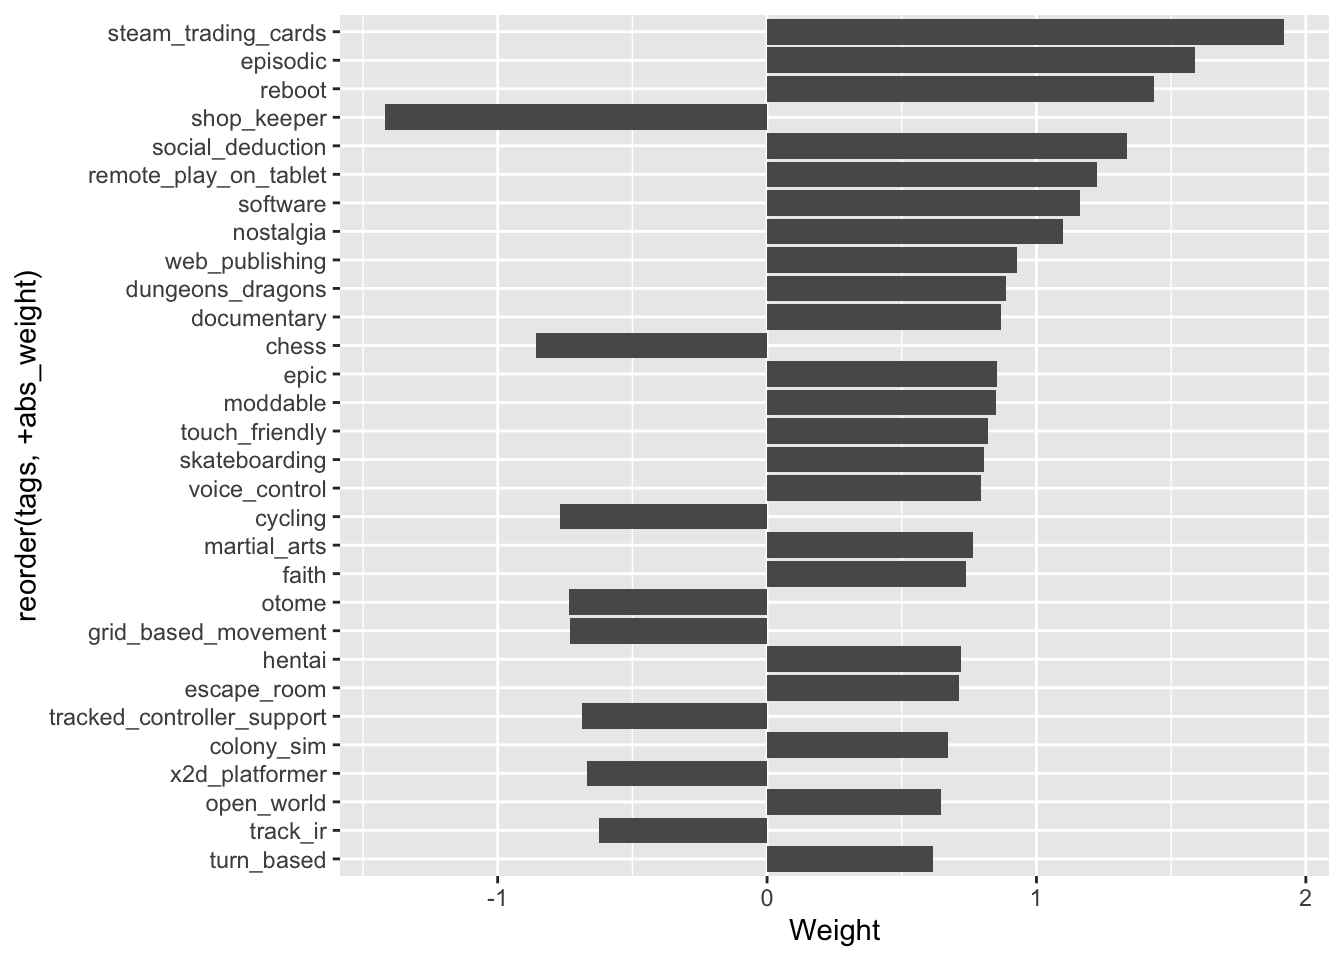 steam_trading_cards
episodic
reboot
shop_keeper
social_deduction
remote_play_on_tablet
software
nostalgia
web_publishing
dungeons_dragons
documentary
chess
epic
moddable
touch_friendly
skateboarding
voice_control
cycling
martial_arts
faith
otome
grid_based_movement
hentai
escape_room
tracked_controller_support
colony_sim
x2d_platformer
open_world
track_ir
turn_based
reorder(tags, +abs_weight)
-1 0 1 2
Weight